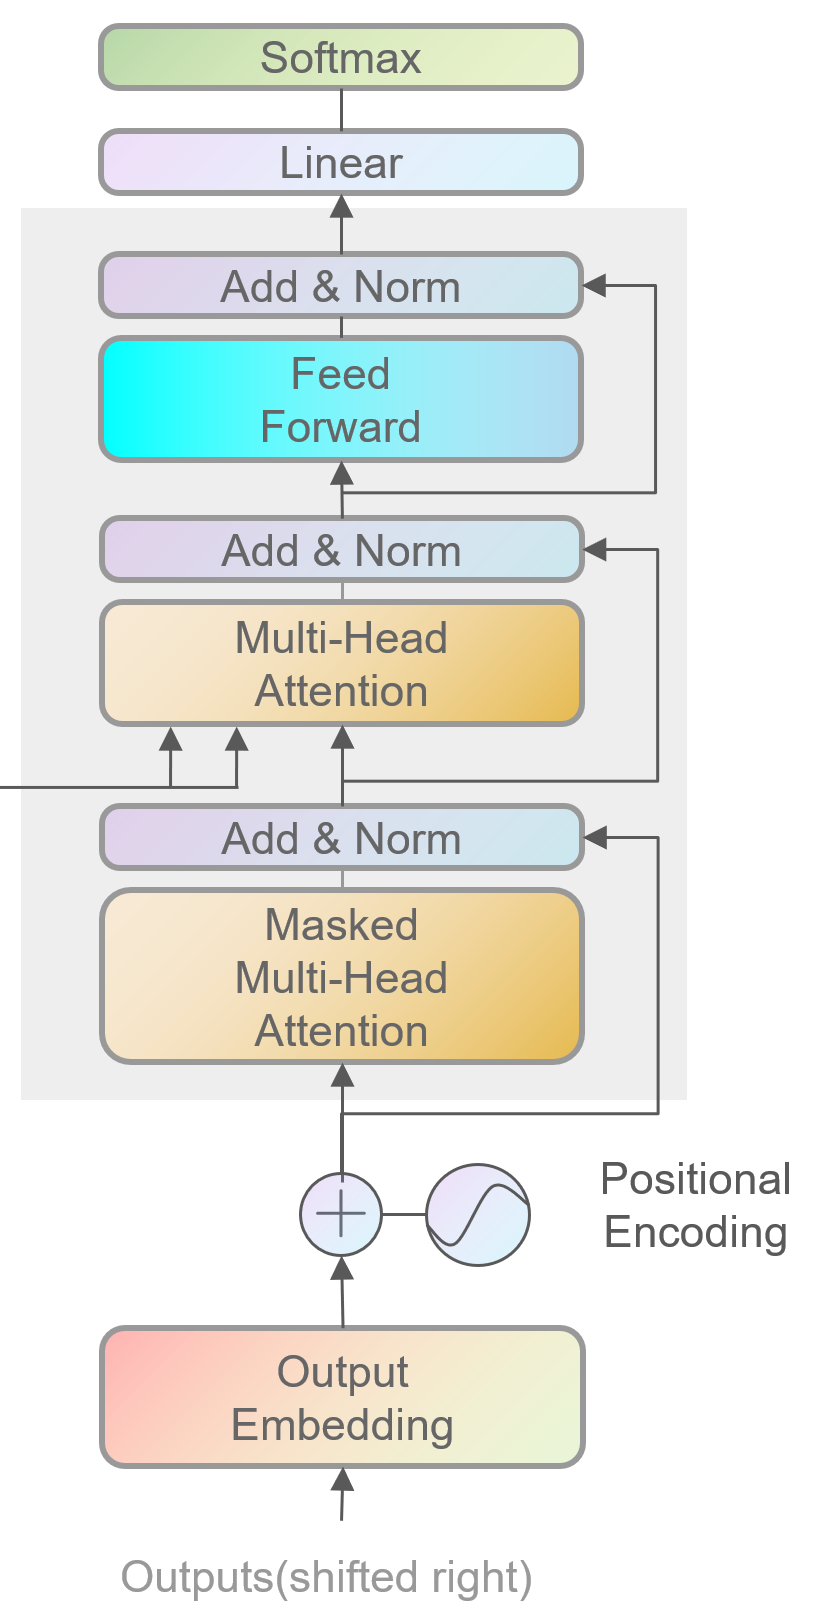 Softmax
Linear
Add & Norm
Feed
Forward
Add & Norm
Multi-Head
Attention
Add & Norm
Masked
Multi-Head
Attention
Positional
Encoding
Output
Embedding
Outputs(shifted right)